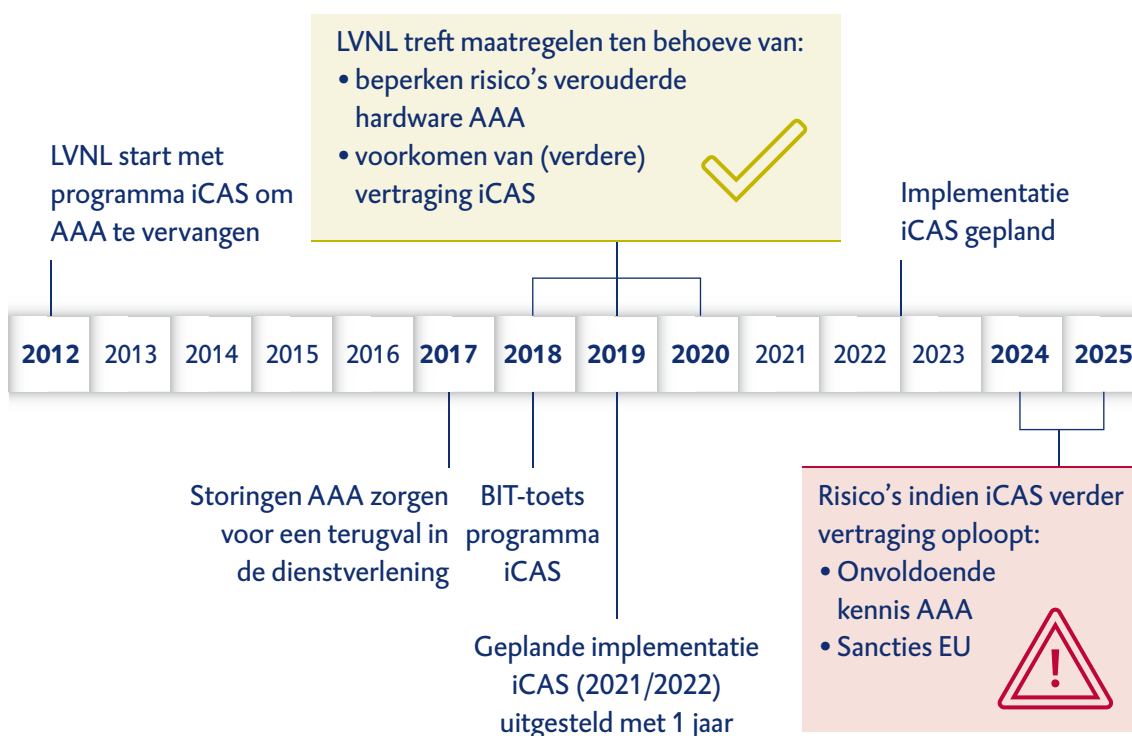 LVNL treft maatregelen ten behoeve van:
• beperken risico's verouderde
hardware AAA
• voorkomen van (verdere)
vertraging iCAS
LVNL start met
programma iCAS om
AAA te vervangen
Implementatie
iCAS gepland
2012 2013 2014 2015 2016 2017 2018 2019 2020 2021 2022 2023 2024 2025
Storingen AAA zorgen
voor een terugval in
de dienstverlening
BIT-toets
programma
iCAS
Geplande implementatie
iCAS (2021/2022)
uitgesteld met 1 jaar
Risico's indien iCAS verder
vertraging oploopt:
• Onvoldoende
kennis AAA
• Sancties EU
!